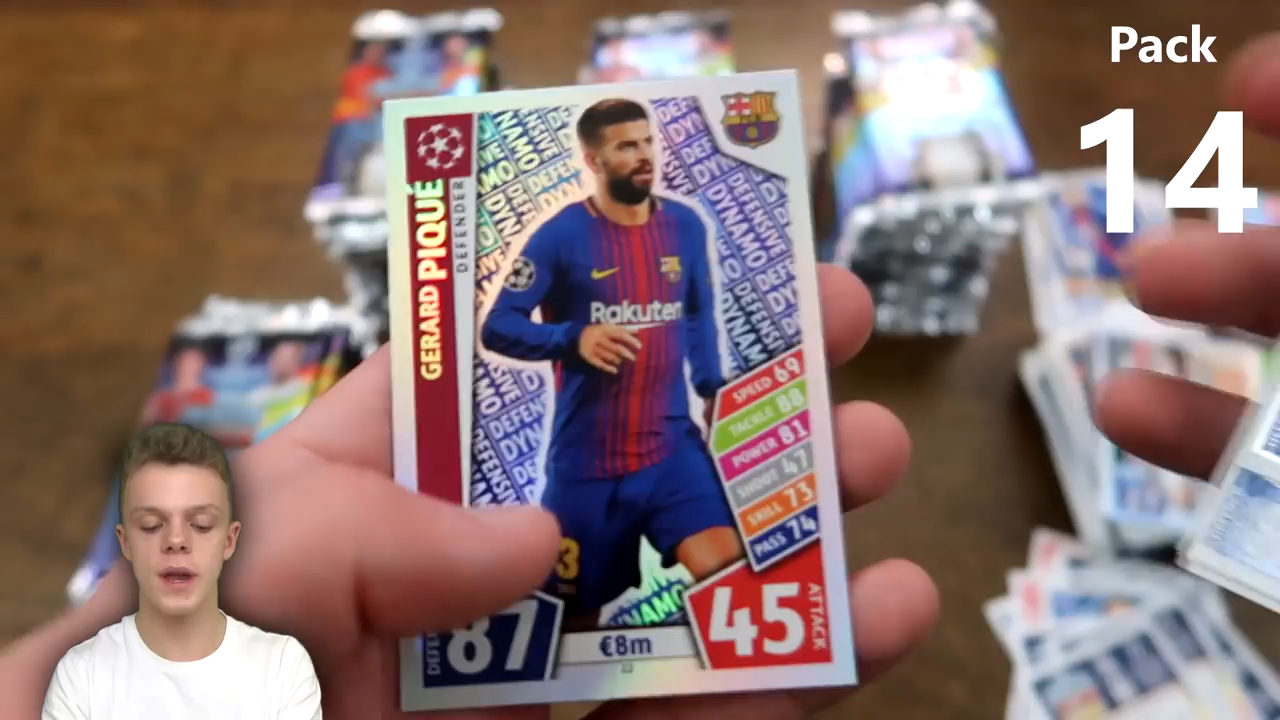 Pack
14
GERARD PIQUÉ
DEFENDER
DEFENSIVE
DYNAMO
Rakuten
SPEED 69
TACKLE 88
POWER 81
SHOOT 47
SKILL 73
PASS 74
87
€8m
45
ATTACK